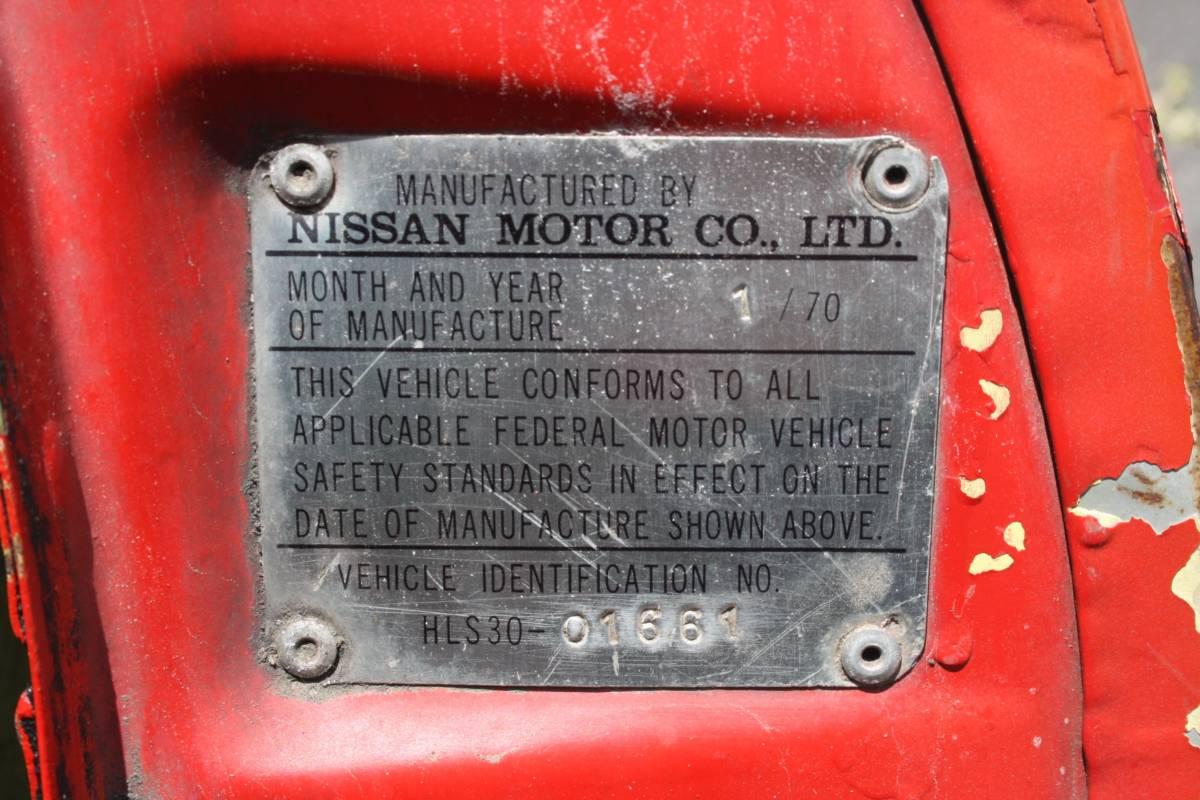 MANUFACTURED BY
NISSAN MOTOR CO., LTD.
MONTH AND YEAR
OF MANUFACTURE 1 / 70
THIS VEHICLE CONFORMS TO ALL
APPLICABLE FEDERAL MOTOR VEHICLE
SAFETY STANDARDS IN EFFECT ON THE
DATE OF MANUFACTURE SHOWN ABOVE.
VEHICLE IDENTIFICATION NO.
HLS30-01661